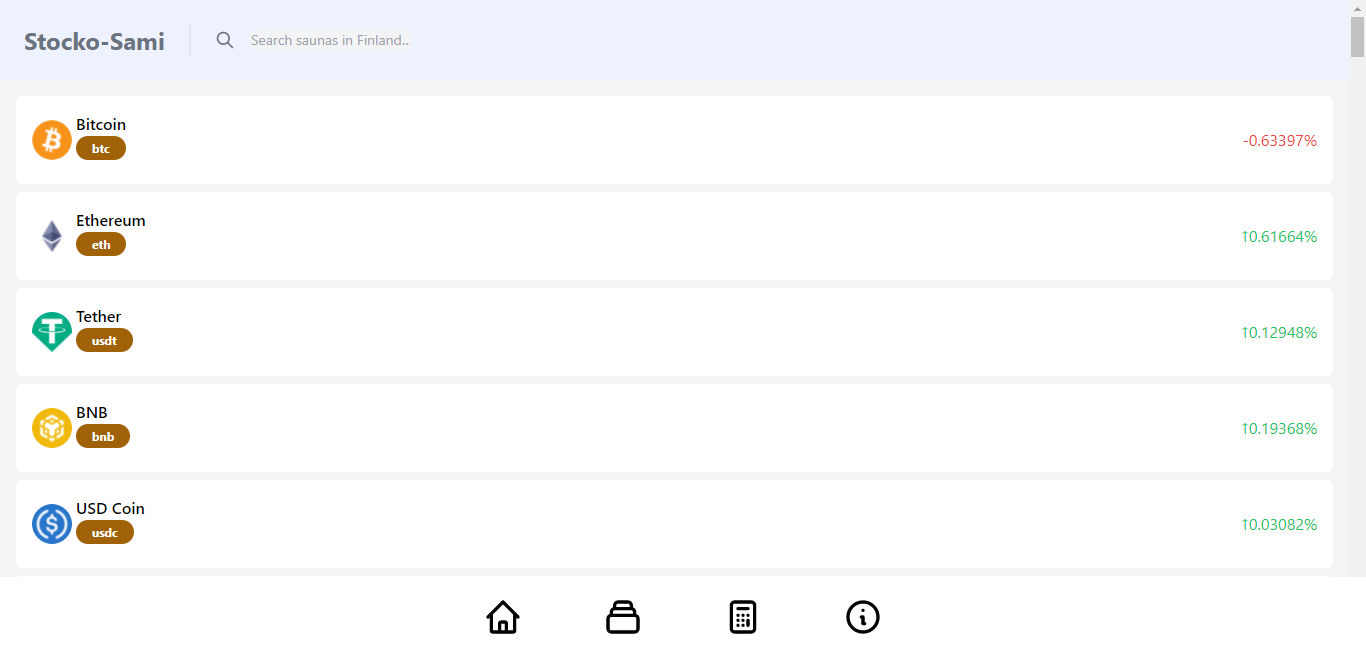 Stocko-Sami
Search saunas in Finland..
Bitcoin
btc
-0.63397%
Ethereum
eth
↑0.61664%
Tether
usdt
↑0.12948%
BNB
bnb
↑0.19368%
USD Coin
usdc
↑0.03082%